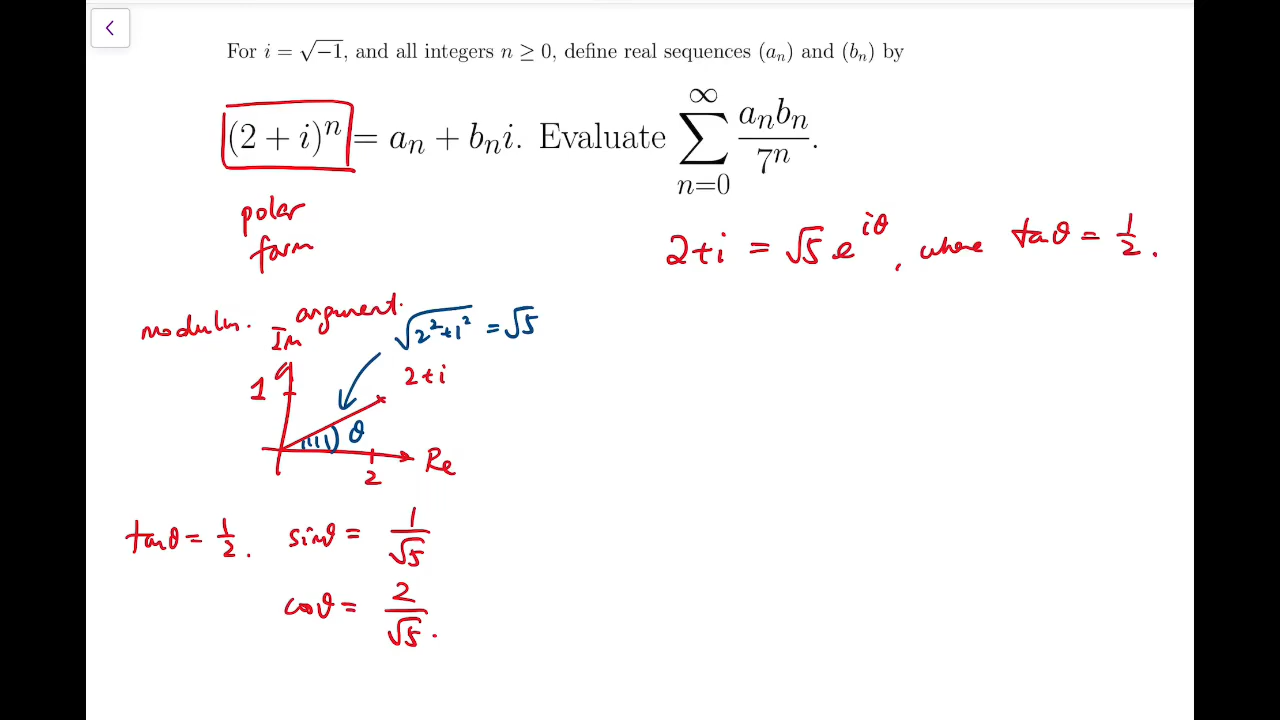 For i = √−1, and all integers n ≥ 0, define real sequences (aₙ) and (bₙ) by
(2 + i)ⁿ = aₙ + bₙi. Evaluate ∑_{n=0}^{∞} aₙbₙ/7ⁿ.
polar
form
2+i = √5 e^{iθ}, where tanθ = 1/2.
modulus. argument.
√(2²+1²) = √5
Im
1
2+i
θ
Re
2
tanθ = 1/2. sinθ = 1/√5
cosθ = 2/√5.